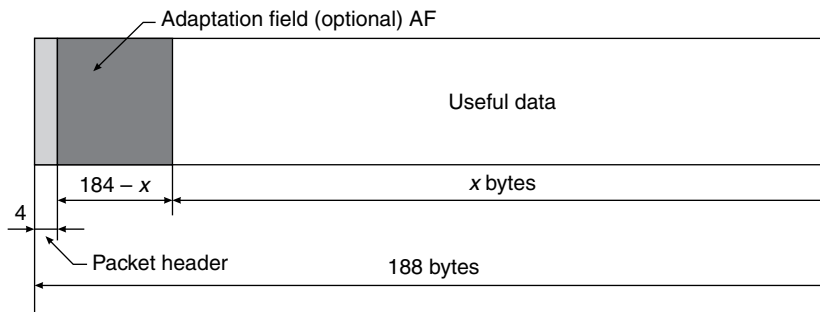 Adaptation field (optional) AF
Useful data
184 – x
x bytes
4
Packet header
188 bytes